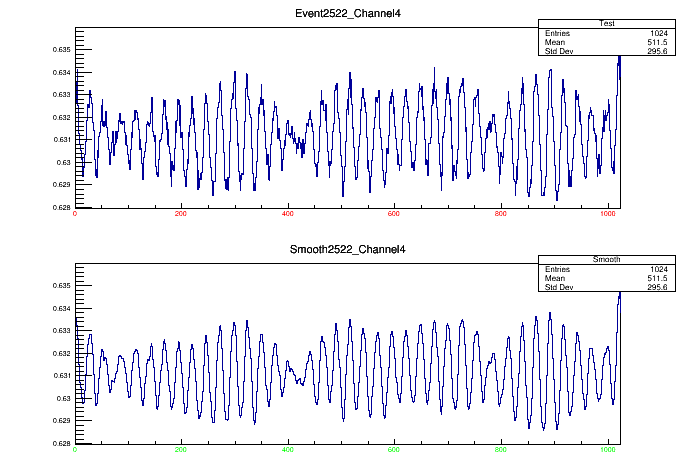 Event2522_Channel4
Test
Entries 1024
Mean 511.5
Std Dev 295.6
0.635
0.634
0.633
0.632
0.631
0.63
0.629
0.628
0 200 400 600 800 1000
Smooth2522_Channel4
Smooth
Entries 1024
Mean 511.5
Std Dev 295.6
0.635
0.634
0.633
0.632
0.631
0.63
0.629
0.628
0 200 400 600 800 1000